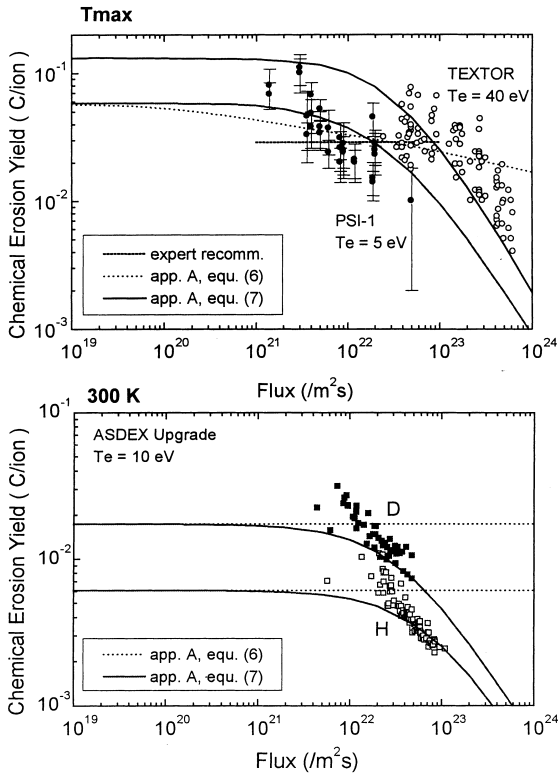 Tmax
Chemical Erosion Yield ( C/ion )
10^-1
10^-2
10^-3
TEXTOR
Te = 40 eV
PSI-1
Te = 5 eV
expert recomm.
app. A, equ. (6)
app. A, equ. (7)
10^19 10^20 10^21 10^22 10^23 10^24
Flux (/m²s)
300 K
Chemical Erosion Yield ( C/ion )
10^-1
10^-2
10^-3
ASDEX Upgrade
Te = 10 eV
D
H
app. A, equ. (6)
app. A, equ. (7)
10^19 10^20 10^21 10^22 10^23 10^24
Flux (/m²s)